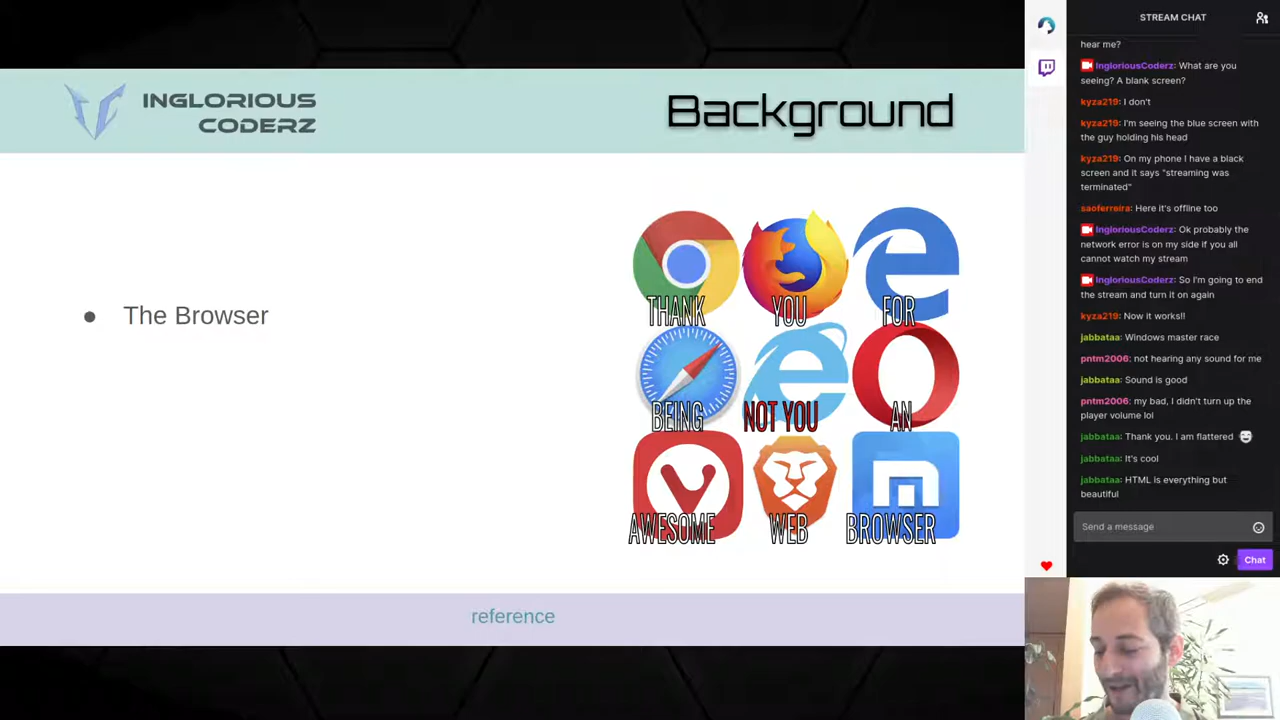 INGLORIOUS
CODERZ
Background
The Browser
THANK YOU FOR
BEING NOT YOU AN
AWESOME WEB BROWSER
reference
STREAM CHAT
hear me?
IngloriousCoderz: What are you
seeing? A blank screen?
kyza219: I don't
kyza219: I'm seeing the blue screen with
the guy holding his head
kyza219: On my phone I have a black
screen and it says "streaming was
terminated"
saoferreira: Here it's offline too
IngloriousCoderz: Ok probably the
network error is on my side if you all
cannot watch my stream
IngloriousCoderz: So I'm going to end
the stream and turn it on again
kyza219: Now it works!!
jabbataa: Windows master race
pntm2006: not hearing any sound for me
jabbataa: Sound is good
pntm2006: my bad, I didn't turn up the
player volume lol
jabbataa: Thank you. I am flattered
jabbataa: It's cool
jabbataa: HTML is everything but
beautiful
Send a message
Chat